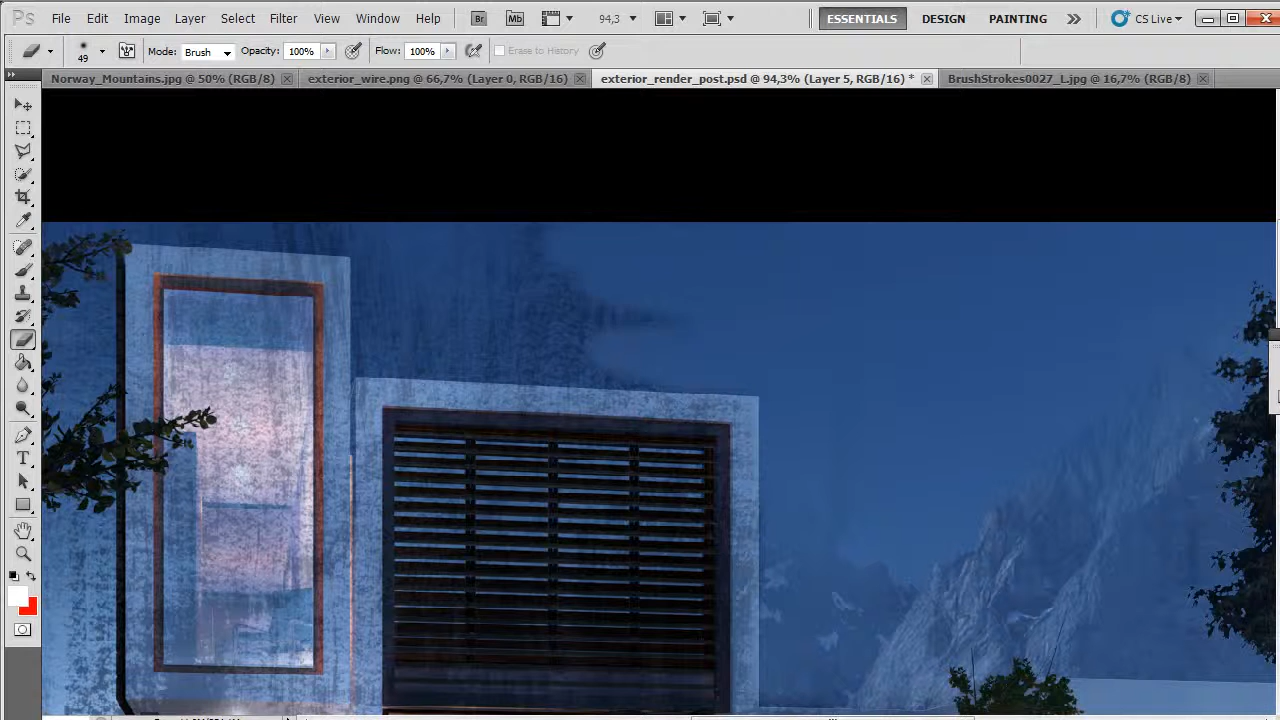 Ps File Edit Image Layer Select Filter View Window Help Br Mb 94,3 ESSENTIALS DESIGN PAINTING CS Live
49 Mode: Brush Opacity: 100% Flow: 100% Erase to History
Norway_Mountains.jpg @ 50% (RGB/8) exterior_wire.png @ 66,7% (Layer 0, RGB/16) exterior_render_post.psd @ 94,3% (Layer 5, RGB/16) * BrushStrokes0027_L.jpg @ 16,7% (RGB/8)
T